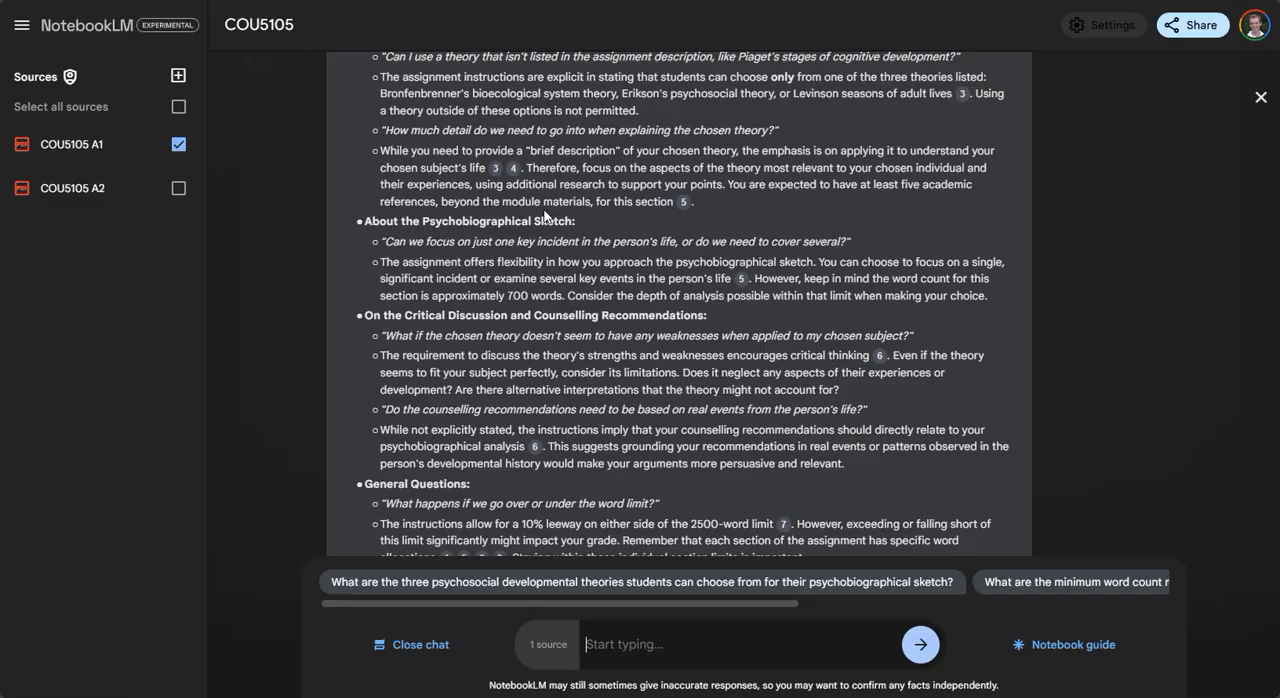 NotebookLM EXPERIMENTAL
COU5105
Settings
Share
Sources
Select all sources
PDF COU5105 A1
PDF COU5105 A2
○ "Can I use a theory that isn't listed in the assignment description, like Piaget's stages of cognitive development?"
○ The assignment instructions are explicit in stating that students can choose only from one of the three theories listed:
Bronfenbrenner's bioecological system theory, Erikson's psychosocial theory, or Levinson seasons of adult lives 3 . Using
a theory outside of these options is not permitted.
○ "How much detail do we need to go into when explaining the chosen theory?"
○ While you need to provide a "brief description" of your chosen theory, the emphasis is on applying it to understand your
chosen subject's life 3 4 . Therefore, focus on the aspects of the theory most relevant to your chosen individual and
their experiences, using additional research to support your points. You are expected to have at least five academic
references, beyond the module materials, for this section 5 .
● About the Psychobiographical Sketch:
○ "Can we focus on just one key incident in the person's life, or do we need to cover several?"
○ The assignment offers flexibility in how you approach the psychobiographical sketch. You can choose to focus on a single,
significant incident or examine several key events in the person's life 5 . However, keep in mind the word count for this
section is approximately 700 words. Consider the depth of analysis possible within that limit when making your choice.
● On the Critical Discussion and Counselling Recommendations:
○ "What if the chosen theory doesn't seem to have any weaknesses when applied to my chosen subject?"
○ The requirement to discuss the theory's strengths and weaknesses encourages critical thinking 6 . Even if the theory
seems to fit your subject perfectly, consider its limitations. Does it neglect any aspects of their experiences or
development? Are there alternative interpretations that the theory might not account for?
○ "Do the counselling recommendations need to be based on real events from the person's life?"
○ While not explicitly stated, the instructions imply that your counselling recommendations should directly relate to your
psychobiographical analysis 6 . This suggests grounding your recommendations in real events or patterns observed in the
person's developmental history would make your arguments more persuasive and relevant.
● General Questions:
○ "What happens if we go over or under the word limit?"
○ The instructions allow for a 10% leeway on either side of the 2500-word limit 7 . However, exceeding or falling short of
this limit significantly might impact your grade. Remember that each section of the assignment has specific word
What are the three psychosocial developmental theories students can choose from for their psychobiographical sketch?
What are the minimum word count r
Close chat
1 source
Start typing...
Notebook guide
NotebookLM may still sometimes give inaccurate responses, so you may want to confirm any facts independently.